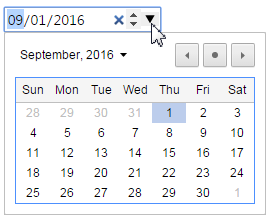 09/01/2016
September, 2016
Sun Mon Tue Wed Thu Fri Sat
28 29 30 31 1 2 3
4 5 6 7 8 9 10
11 12 13 14 15 16 17
18 19 20 21 22 23 24
25 26 27 28 29 30 1